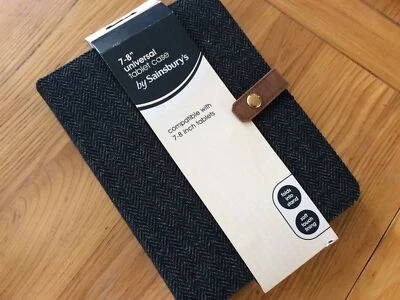 7-8"
universal
tablet case
by Sainsbury's
compatible with
7-8 inch tablets
folds
into
stand
soft
touch
lining